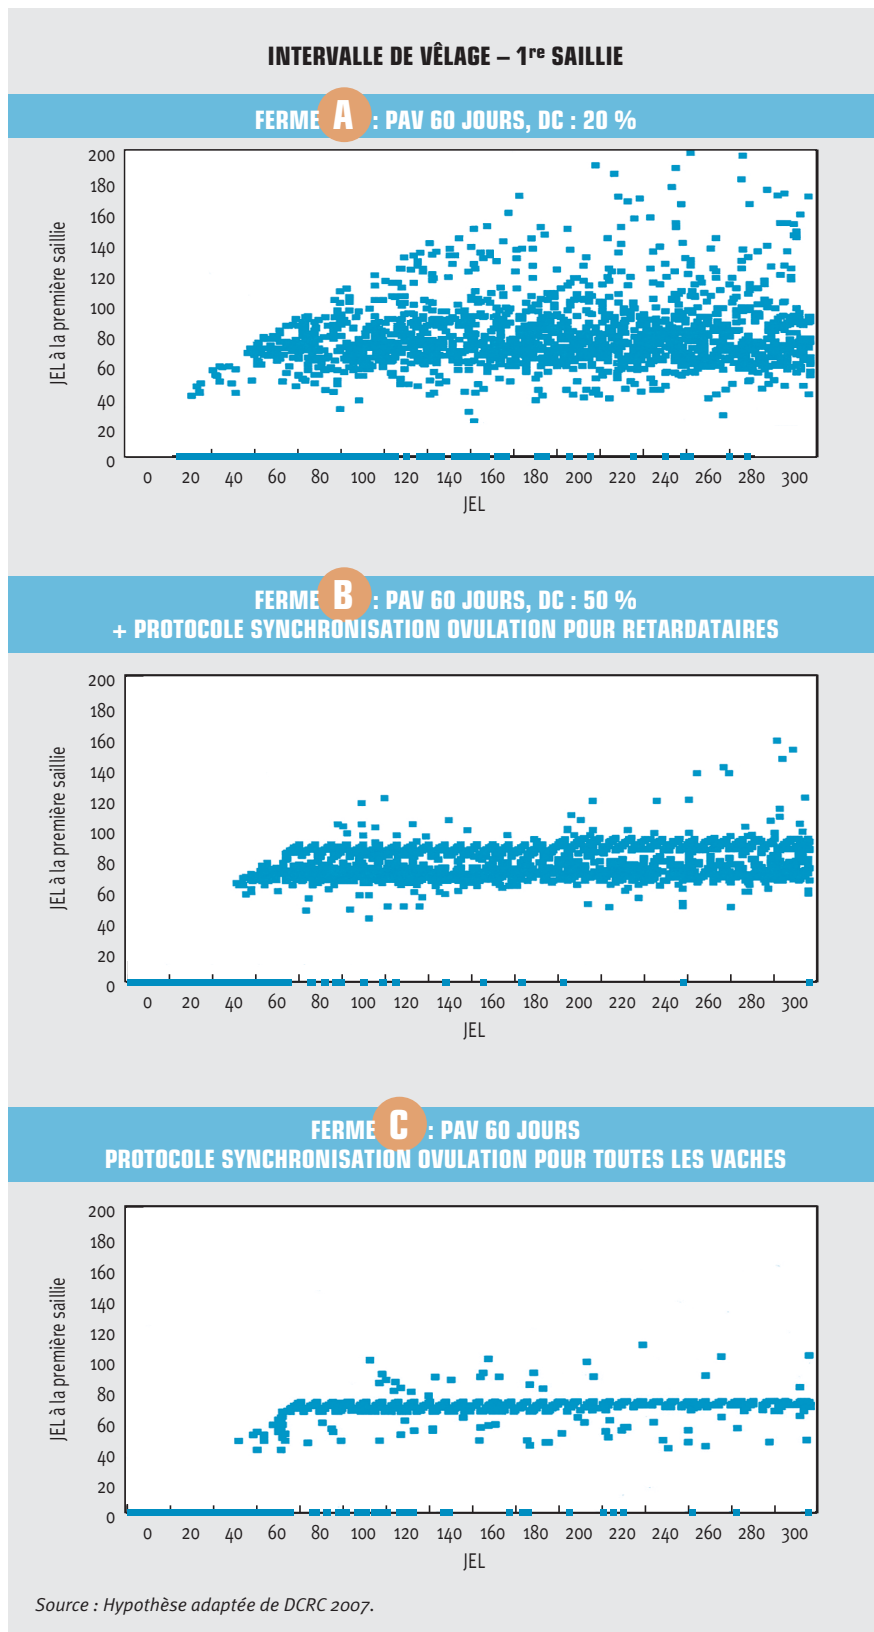 INTERVALLE DE VÊLAGE – 1re SAILLIE
FERME A : PAV 60 JOURS, DC : 20 %
JEL à la première saillie
200
180
160
140
120
100
80
60
40
20
0
0 20 40 60 80 100 120 140 160 180 200 220 240 260 280 300
JEL
FERME B : PAV 60 JOURS, DC : 50 %
+ PROTOCOLE SYNCHRONISATION OVULATION POUR RETARDATAIRES
JEL à la première saillie
200
180
160
140
120
100
80
60
40
20
0
0 20 40 60 80 100 120 140 160 180 200 220 240 260 280 300
JEL
FERME C : PAV 60 JOURS
PROTOCOLE SYNCHRONISATION OVULATION POUR TOUTES LES VACHES
JEL à la première saillie
200
180
160
140
120
100
80
60
40
20
0
0 20 40 60 80 100 120 140 160 180 200 220 240 260 280 300
JEL
Source : Hypothèse adaptée de DCRC 2007.